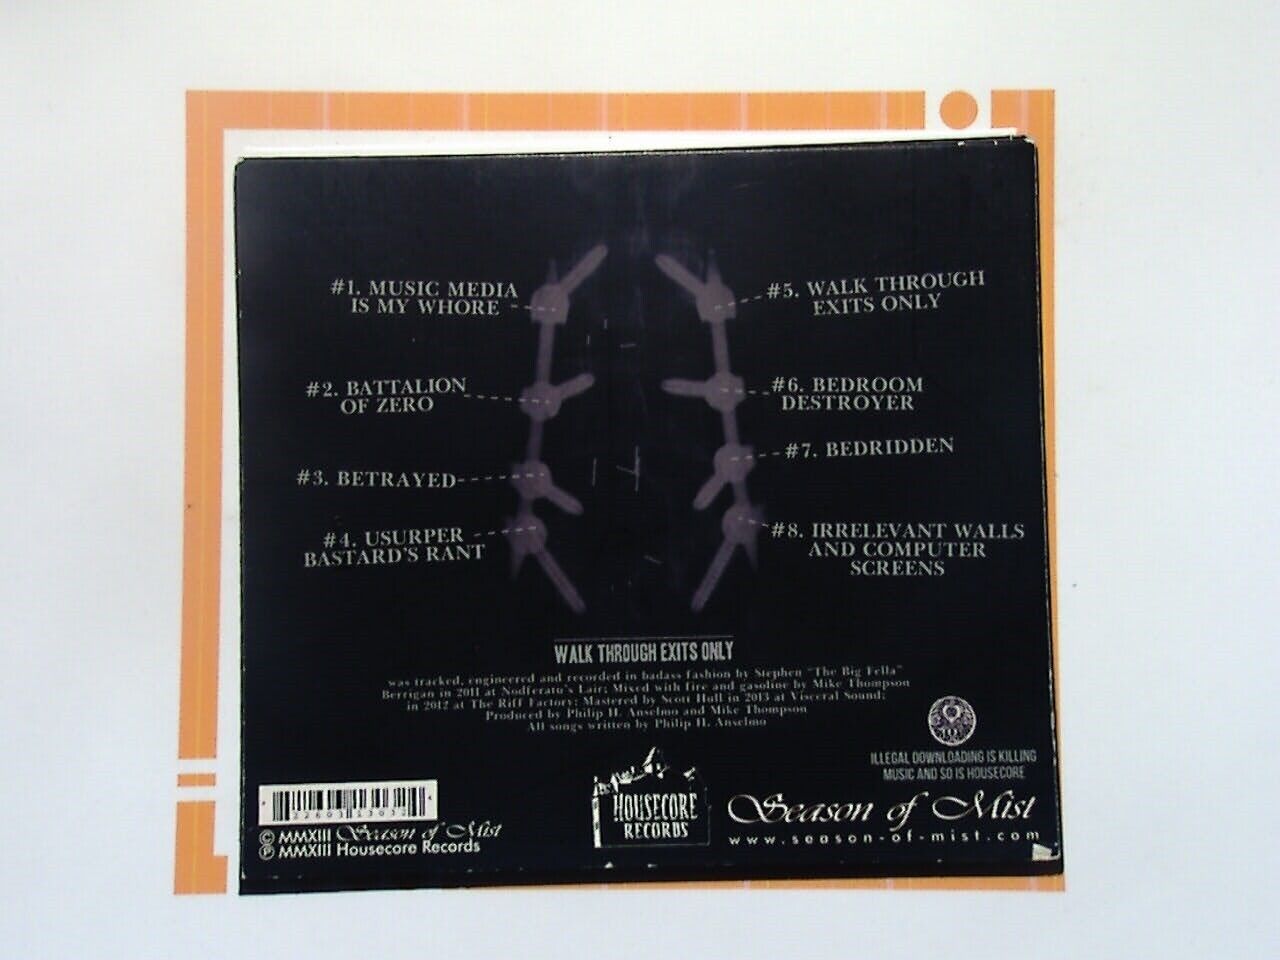 #1. MUSIC MEDIA
IS MY WHORE
#2. BATTALION
OF ZERO
#3. BETRAYED
#4. USURPER
BASTARD'S RANT
#5. WALK THROUGH
EXITS ONLY
#6. BEDROOM
DESTROYER
#7. BEDRIDDEN
#8. IRRELEVANT WALLS
AND COMPUTER
SCREENS
WALK THROUGH EXITS ONLY
was tracked, engineered and recorded in badass fashion by Stephen "The Big Fella"
Berrigan in 2011 at Nodferato's Lair; Mixed with fire and gasoline by Mike Thompson
in 2012 at The Riff Factory; Mastered by Scott Hull in 2013 at Visceral Sound;
Produced by Philip H. Anselmo and Mike Thompson
All songs written by Philip H. Anselmo
ILLEGAL DOWNLOADING IS KILLING
MUSIC AND SO IS HOUSECORE
© MMXIII Season of Mist
℗ MMXIII Housecore Records
HOUSECORE
RECORDS
Season of Mist
www.season-of-mist.com